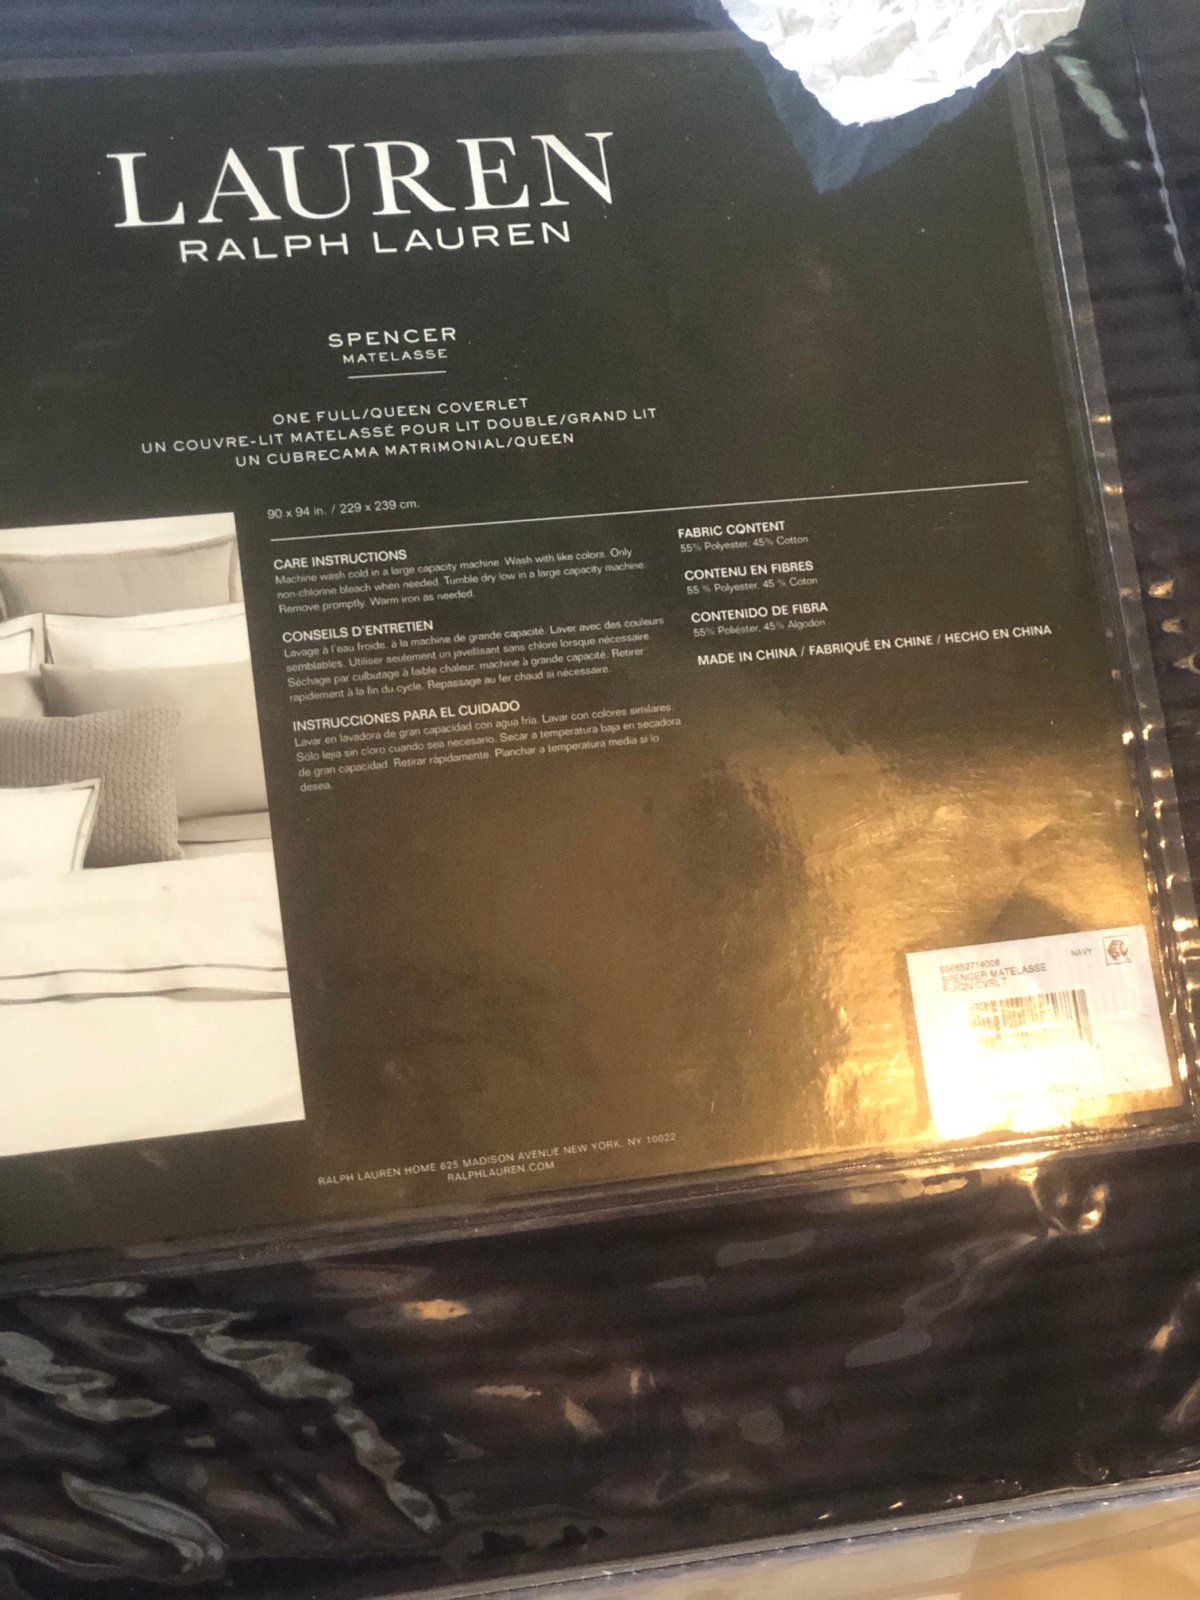 LAUREN
RALPH LAUREN
SPENCER
MATELASSE
ONE FULL/QUEEN COVERLET
UN COUVRE-LIT MATELASSÉ POUR LIT DOUBLE/GRAND LIT
UN CUBRECAMA MATRIMONIAL/QUEEN
90 x 94 in. / 229 x 239 cm.
CARE INSTRUCTIONS
Machine wash cold in a large capacity machine. Wash with like colors. Only
non-chlorine bleach when needed. Tumble dry low in a large capacity machine.
Remove promptly. Warm iron as needed.
CONSEILS D'ENTRETIEN
Lavage à l'eau froide, à la machine de grande capacité. Laver avec des couleurs
semblables. Utiliser seulement un javellisant sans chlore lorsque nécessaire.
Séchage par culbutage à faible chaleur, machine à grande capacité. Retirer
rapidement à la fin du cycle. Repassage au fer chaud si nécessaire.
INSTRUCCIONES PARA EL CUIDADO
Lavar en lavadora de gran capacidad con agua fría. Lavar con colores similares.
Sólo lejía sin cloro cuando sea necesario. Secar a temperatura baja en secadora
de gran capacidad. Retirar rápidamente. Planchar a temperatura media si lo
desea.
FABRIC CONTENT
55% Polyester, 45% Cotton
CONTENU EN FIBRES
55 % Polyester, 45 % Coton
CONTENIDO DE FIBRA
55% Poliéster, 45% Algodón
MADE IN CHINA / FABRIQUÉ EN CHINE / HECHO EN CHINA
600652714008
NAVY
SPENCER MATELASSE
CVRLT
RALPH LAUREN HOME 625 MADISON AVENUE NEW YORK, NY 10022
RALPHLAUREN.COM